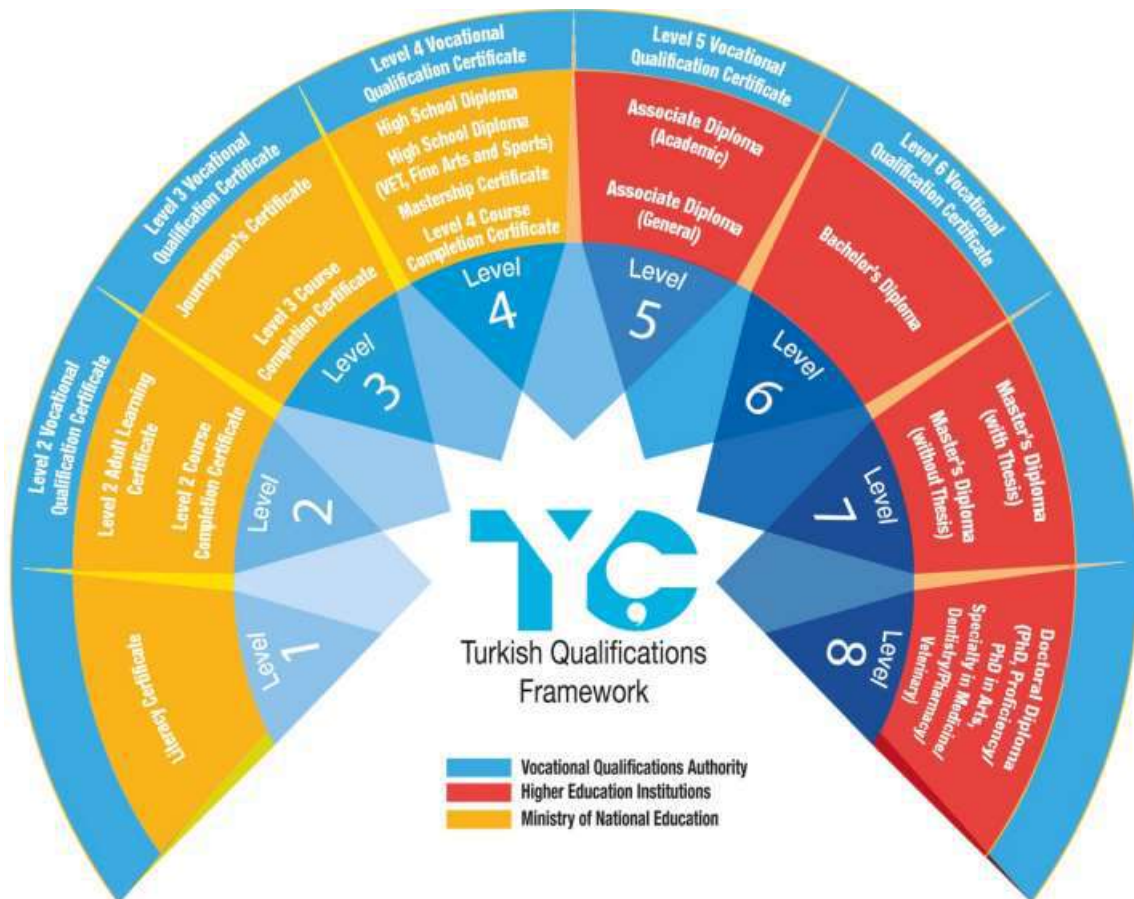 Level 2 Vocational
Qualification Certificate
Level 3 Vocational
Qualification Certificate
Level 4 Vocational
Qualification Certificate
Level 5 Vocational
Qualification Certificate
Level 6 Vocational
Qualification Certificate
Literacy Certificate
Level 2 Adult Learning
Certificate
Level 2 Course
Completion Certificate
Journeyman's Certificate
Level 3 Course
Completion Certificate
High School Diploma
High School Diploma
(VET, Fine Arts and Sports)
Mastership Certificate
Level 4 Course
Completion Certificate
Associate Diploma
(Academic)
Associate Diploma
(General)
Bachelor's Diploma
Master's Diploma
(with Thesis)
Master's Diploma
(without Thesis)
Doctoral Diploma
(PhD, Proficiency/
PhD in Arts,
Specialty in Medicine/
Dentistry/Pharmacy/
Veterinary)
Level
1
Level
2
Level
3
Level
4
Level
5
Level
6
Level
7
Level
8
TYÇ
Turkish Qualifications
Framework
Vocational Qualifications Authority
Higher Education Institutions
Ministry of National Education